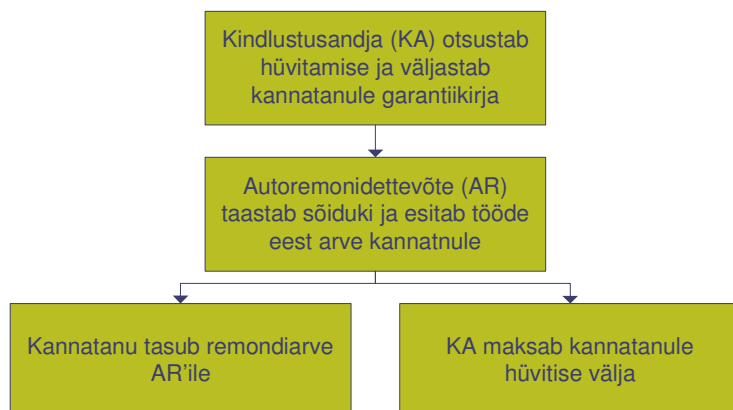 Kindlustusandja (KA) otsustab
hüvitamise ja väljastab
kannatanule garantiikirja
Autoremonidettevõte (AR)
taastab sõiduki ja esitab tööde
eest arve kannatnule
Kannatanu tasub remondiarve
AR'ile
KA maksab kannatanule
hüvitise välja